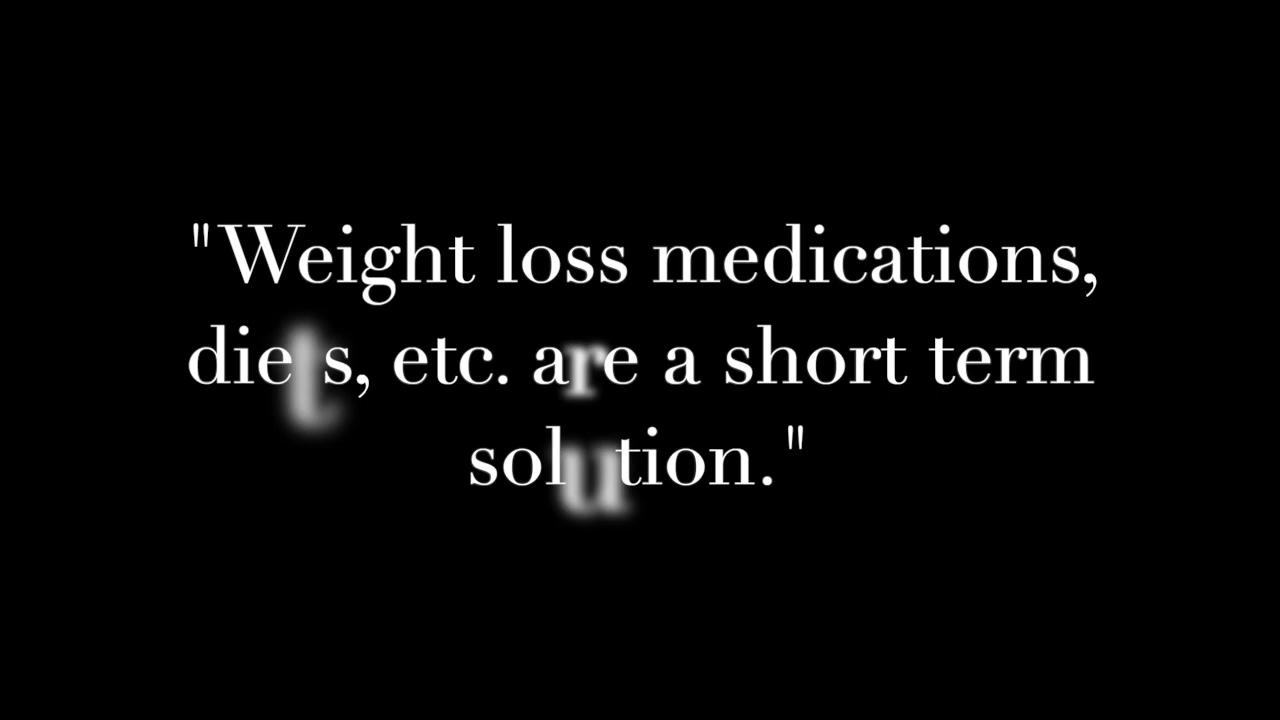 "Weight loss medications,
diets, etc. are a short term
solution."